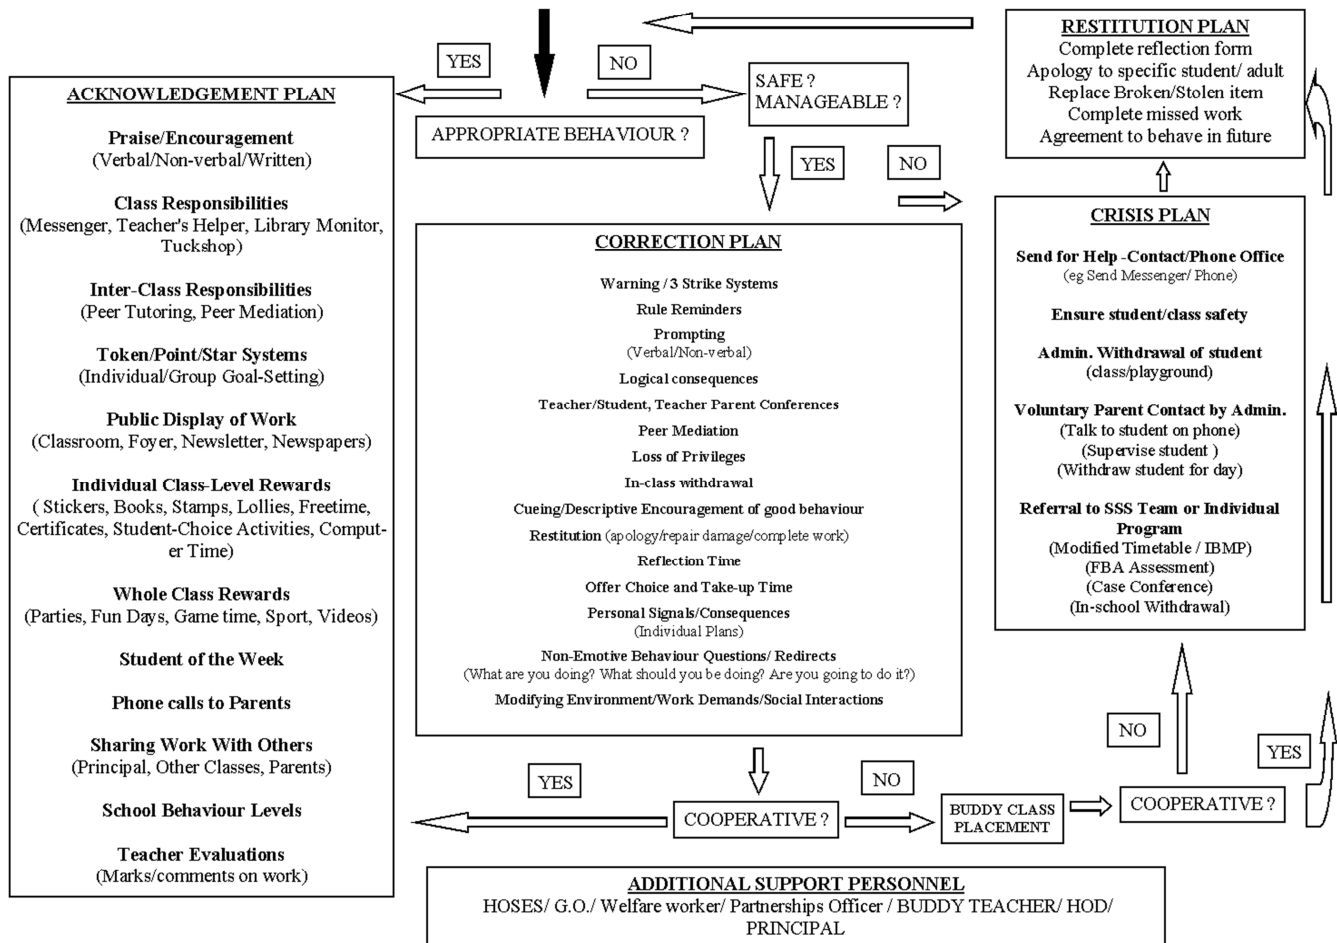 YES
NO
APPROPRIATE BEHAVIOUR ?
SAFE ?
MANAGEABLE ?
YES
NO
RESTITUTION PLAN
Complete reflection form
Apology to specific student/ adult
Replace Broken/Stolen item
Complete missed work
Agreement to behave in future
ACKNOWLEDGEMENT PLAN
Praise/Encouragement
(Verbal/Non-verbal/Written)
Class Responsibilities
(Messenger, Teacher's Helper, Library Monitor,
Tuckshop)
Inter-Class Responsibilities
(Peer Tutoring, Peer Mediation)
Token/Point/Star Systems
(Individual/Group Goal-Setting)
Public Display of Work
(Classroom, Foyer, Newsletter, Newspapers)
Individual Class-Level Rewards
( Stickers, Books, Stamps, Lollies, Freetime,
Certificates, Student-Choice Activities, Comput-
er Time)
Whole Class Rewards
(Parties, Fun Days, Game time, Sport, Videos)
Student of the Week
Phone calls to Parents
Sharing Work With Others
(Principal, Other Classes, Parents)
School Behaviour Levels
Teacher Evaluations
(Marks/comments on work)
CORRECTION PLAN
Warning / 3 Strike Systems
Rule Reminders
Prompting
(Verbal/Non-verbal)
Logical consequences
Teacher/Student, Teacher Parent Conferences
Peer Mediation
Loss of Privileges
In-class withdrawal
Cueing/Descriptive Encouragement of good behaviour
Restitution (apology/repair damage/complete work)
Reflection Time
Offer Choice and Take-up Time
Personal Signals/Consequences
(Individual Plans)
Non-Emotive Behaviour Questions/ Redirects
(What are you doing? What should you be doing? Are you going to do it?)
Modifying Environment/Work Demands/Social Interactions
CRISIS PLAN
Send for Help -Contact/Phone Office
(eg Send Messenger/ Phone)
Ensure student/class safety
Admin. Withdrawal of student
(class/playground)
Voluntary Parent Contact by Admin.
(Talk to student on phone)
(Supervise student )
(Withdraw student for day)
Referral to SSS Team or Individual
Program
(Modified Timetable / IBMP)
(FBA Assessment)
(Case Conference)
(In-school Withdrawal)
YES
COOPERATIVE ?
NO
BUDDY CLASS
PLACEMENT
NO
COOPERATIVE ?
YES
ADDITIONAL SUPPORT PERSONNEL
HOSES/ G.O./ Welfare worker/ Partnerships Officer / BUDDY TEACHER/ HOD/
PRINCIPAL